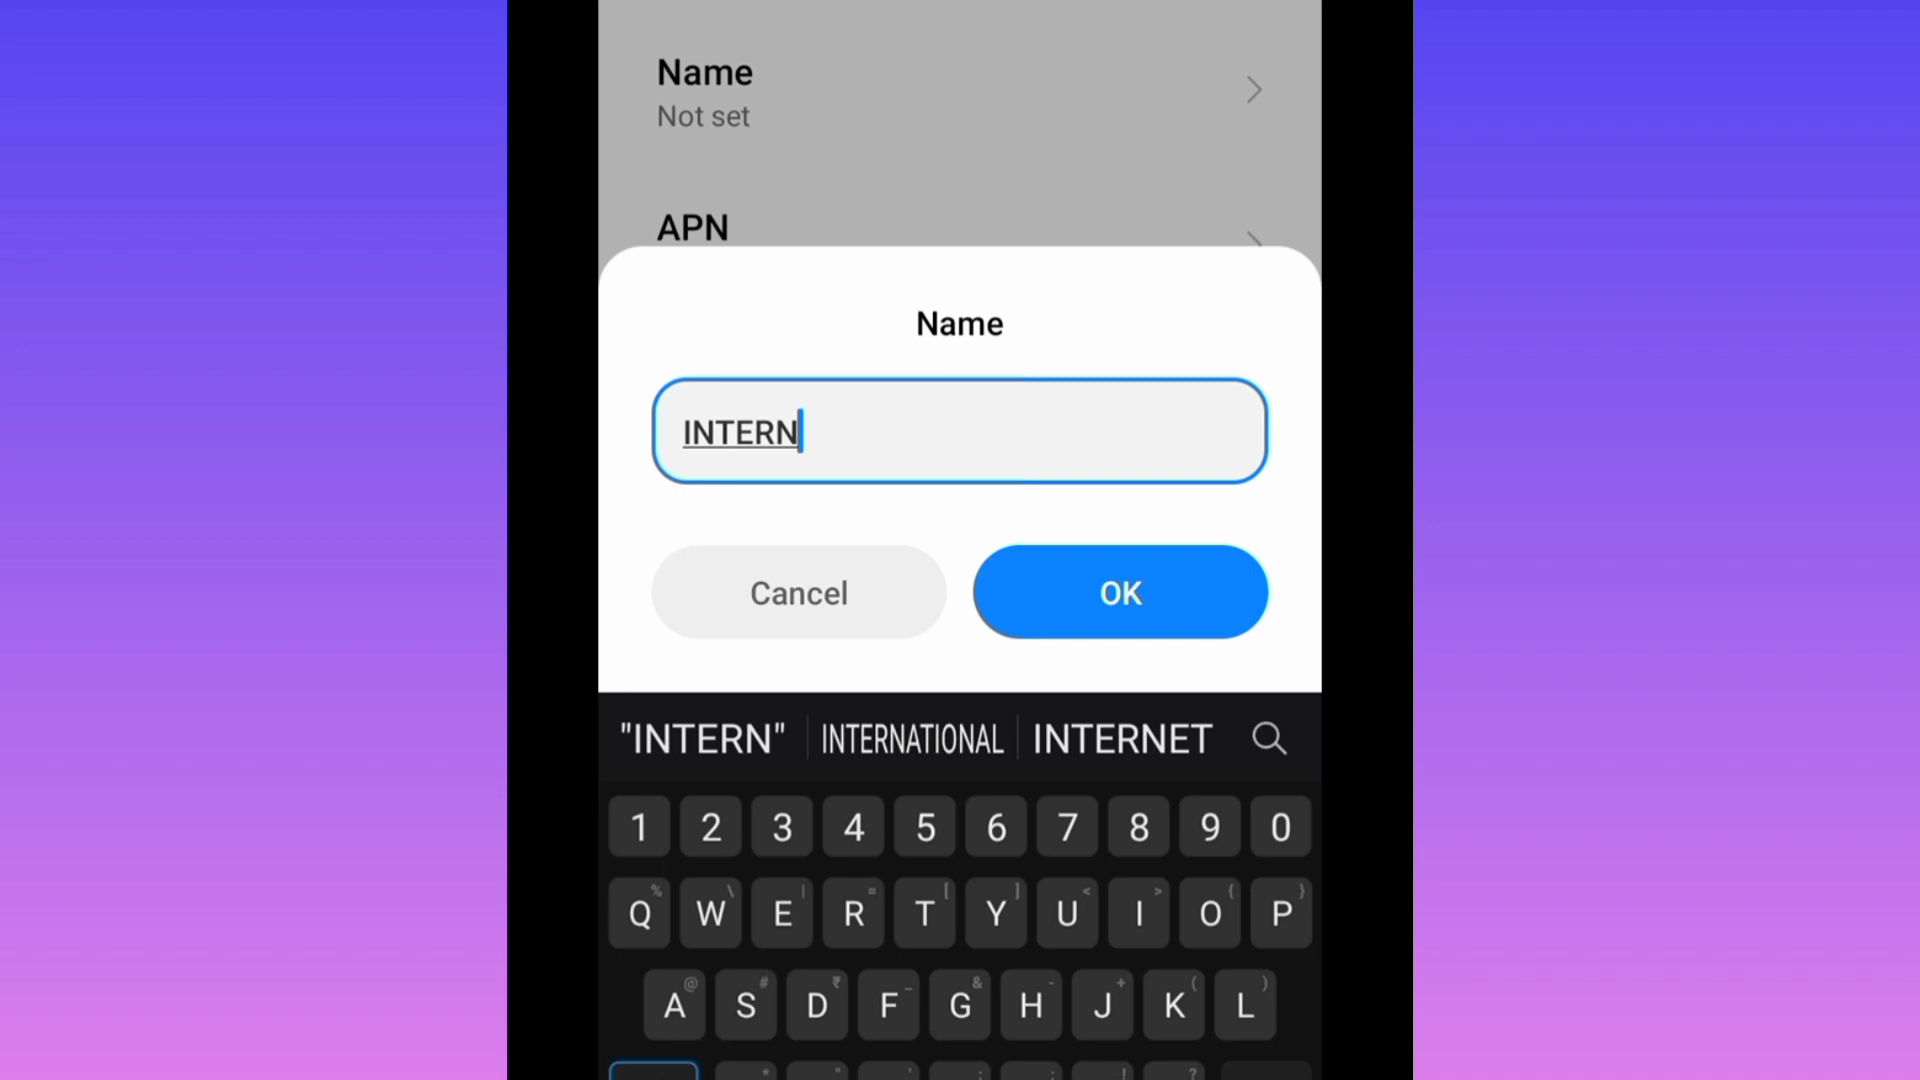 Name
Not set
APN
Name
INTERN
Cancel OK
"INTERN" INTERNATIONAL INTERNET
1 2 3 4 5 6 7 8 9 0
% \ | = [ ] < > { }
Q W E R T Y U I O P
@ # ₹ _ & - + ( )
A S D F G H J K L
* " ' : ; ! ?